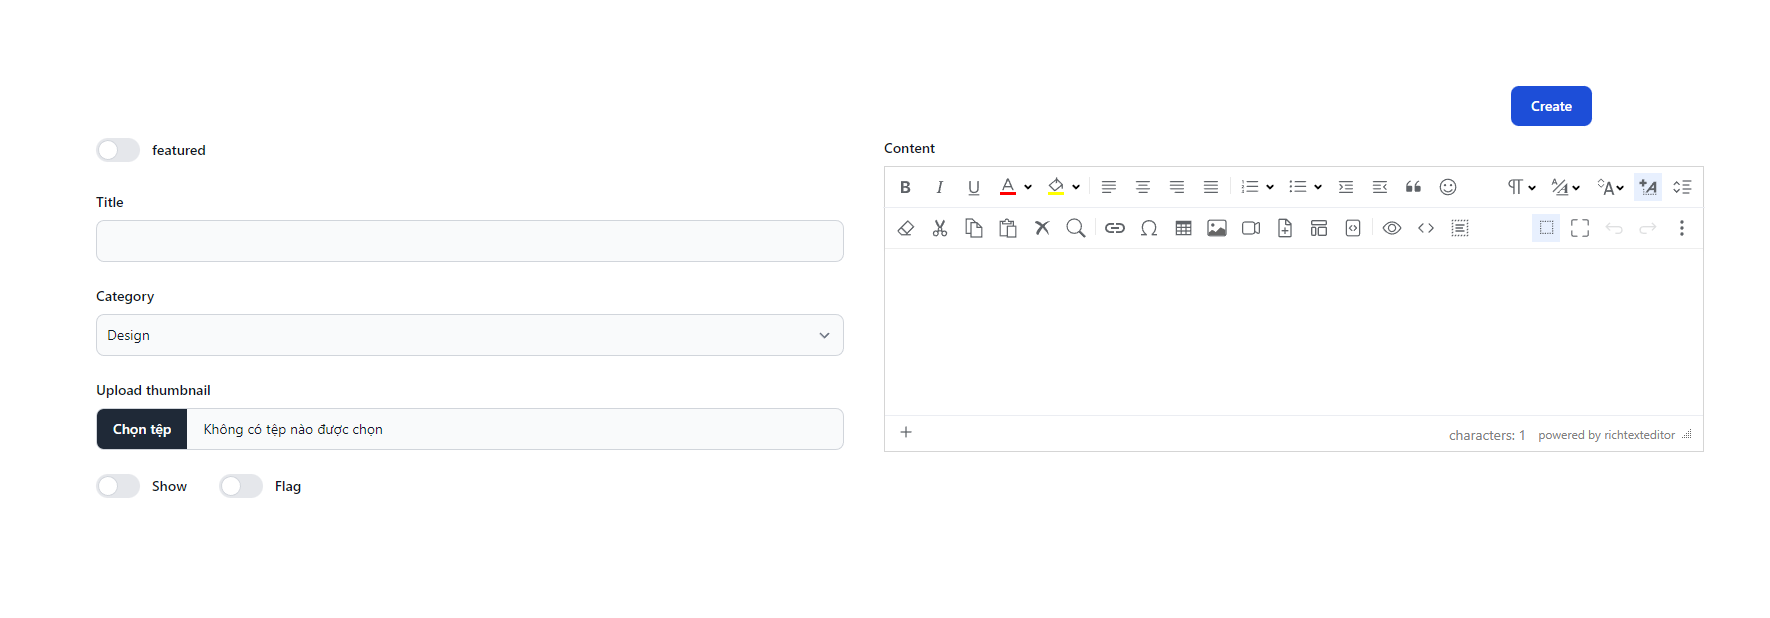 Create
featured
Title
Category
Design
Upload thumbnail
Chọn tệp
Không có tệp nào được chọn
Show
Flag
Content
characters: 1
powered by richtexteditor